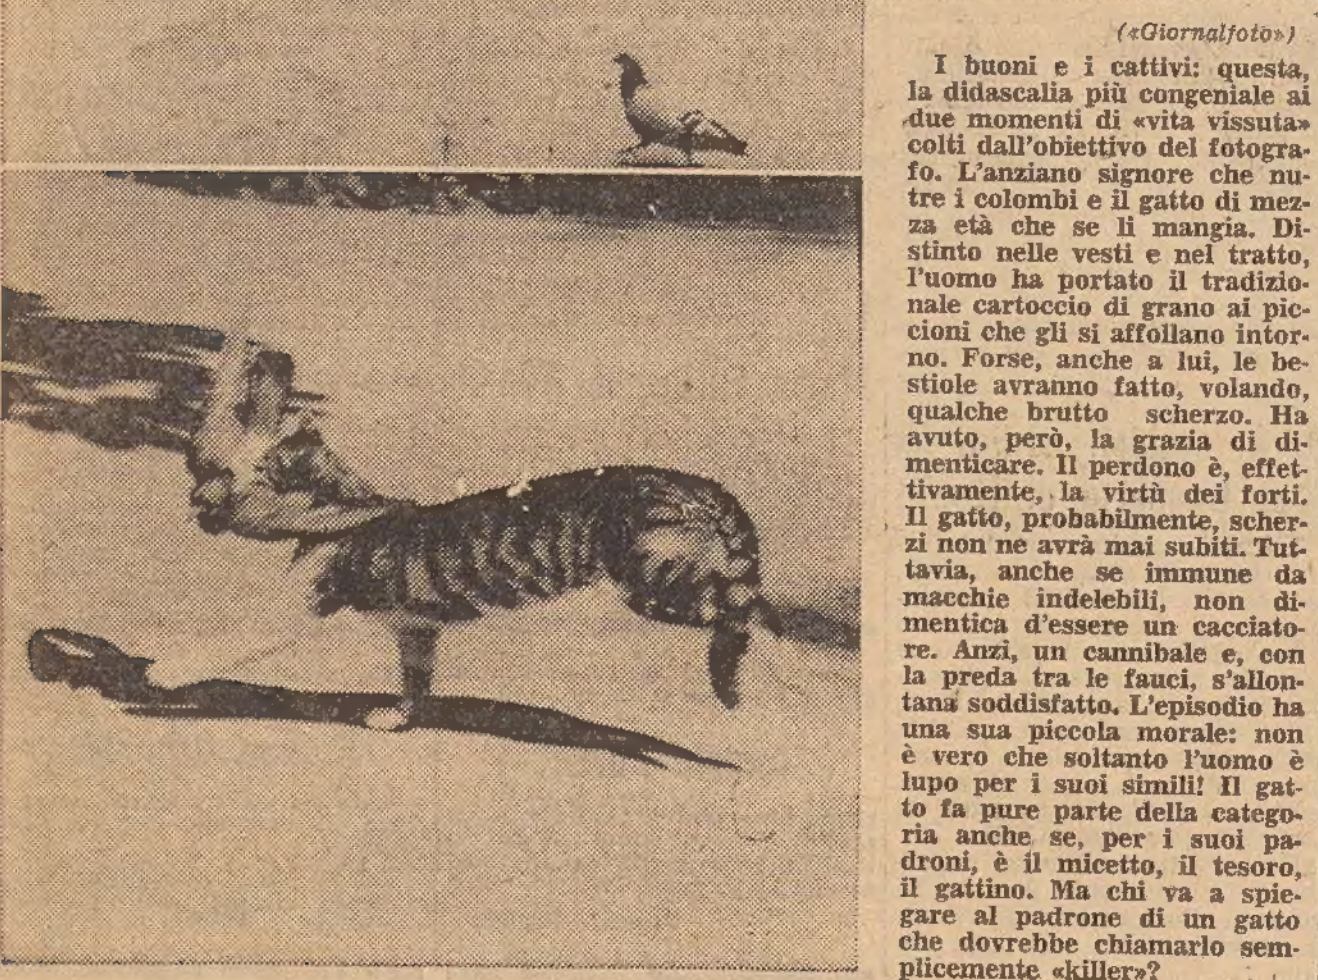 («Giornalfoto»)
I buoni e i cattivi: questa,
la didascalia più congeniale ai
due momenti di «vita vissuta»
colti dall'obiettivo del fotogra-
fo. L'anziano signore che nu-
tre i colombi e il gatto di mez-
za età che se li mangia. Di-
stinto nelle vesti e nel tratto,
l'uomo ha portato il tradizio-
nale cartoccio di grano ai pic-
cioni che gli si affollano intor-
no. Forse, anche a lui, le be-
stiole avranno fatto, volando,
qualche brutto scherzo. Ha
avuto, però, la grazia di di-
menticare. Il perdono è, effet-
tivamente, la virtù dei forti.
Il gatto, probabilmente, scher-
zi non ne avrà mai subiti. Tut-
tavia, anche se immune da
macchie indelebili, non di-
mentica d'essere un cacciato-
re. Anzi, un cannibale e, con
la preda tra le fauci, s'allon-
tana soddisfatto. L'episodio ha
una sua piccola morale: non
è vero che soltanto l'uomo è
lupo per i suoi simili! Il gat-
to fa pure parte della catego-
ria anche se, per i suoi pa-
droni, è il micetto, il tesoro,
il gattino. Ma chi va a spie-
gare al padrone di un gatto
che dovrebbe chiamarlo sem-
plicemente «killer»?